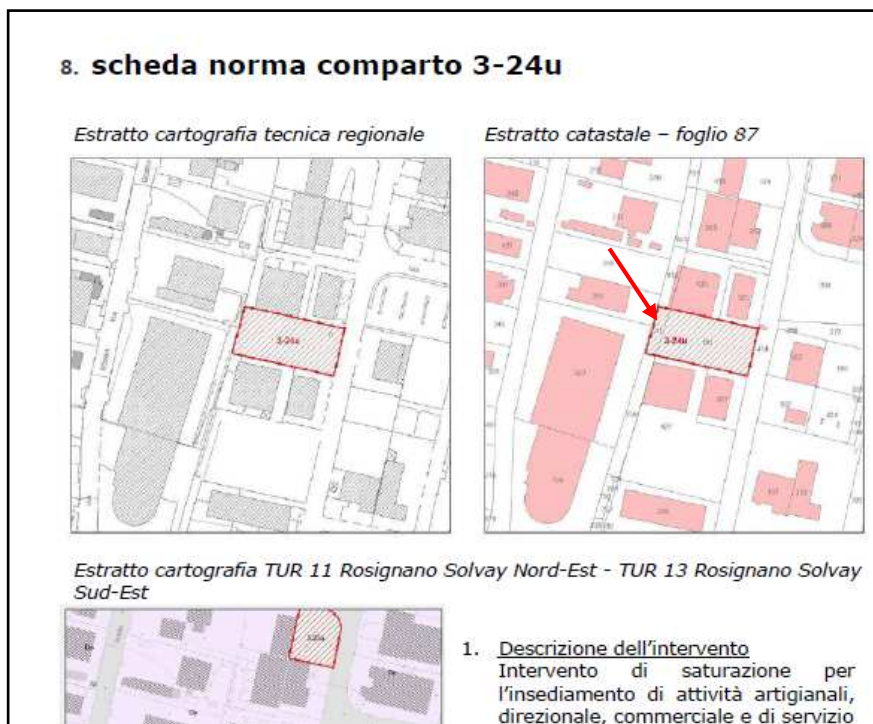 8. scheda norma comparto 3-24u
Estratto cartografia tecnica regionale
Estratto catastale – foglio 87
3-24u
3-24u
Estratto cartografia TUR 11 Rosignano Solvay Nord-Est - TUR 13 Rosignano Solvay
Sud-Est
1. Descrizione dell'intervento
Intervento di saturazione per
l'insediamento di attività artigianali,
direzionale, commerciale e di servizio